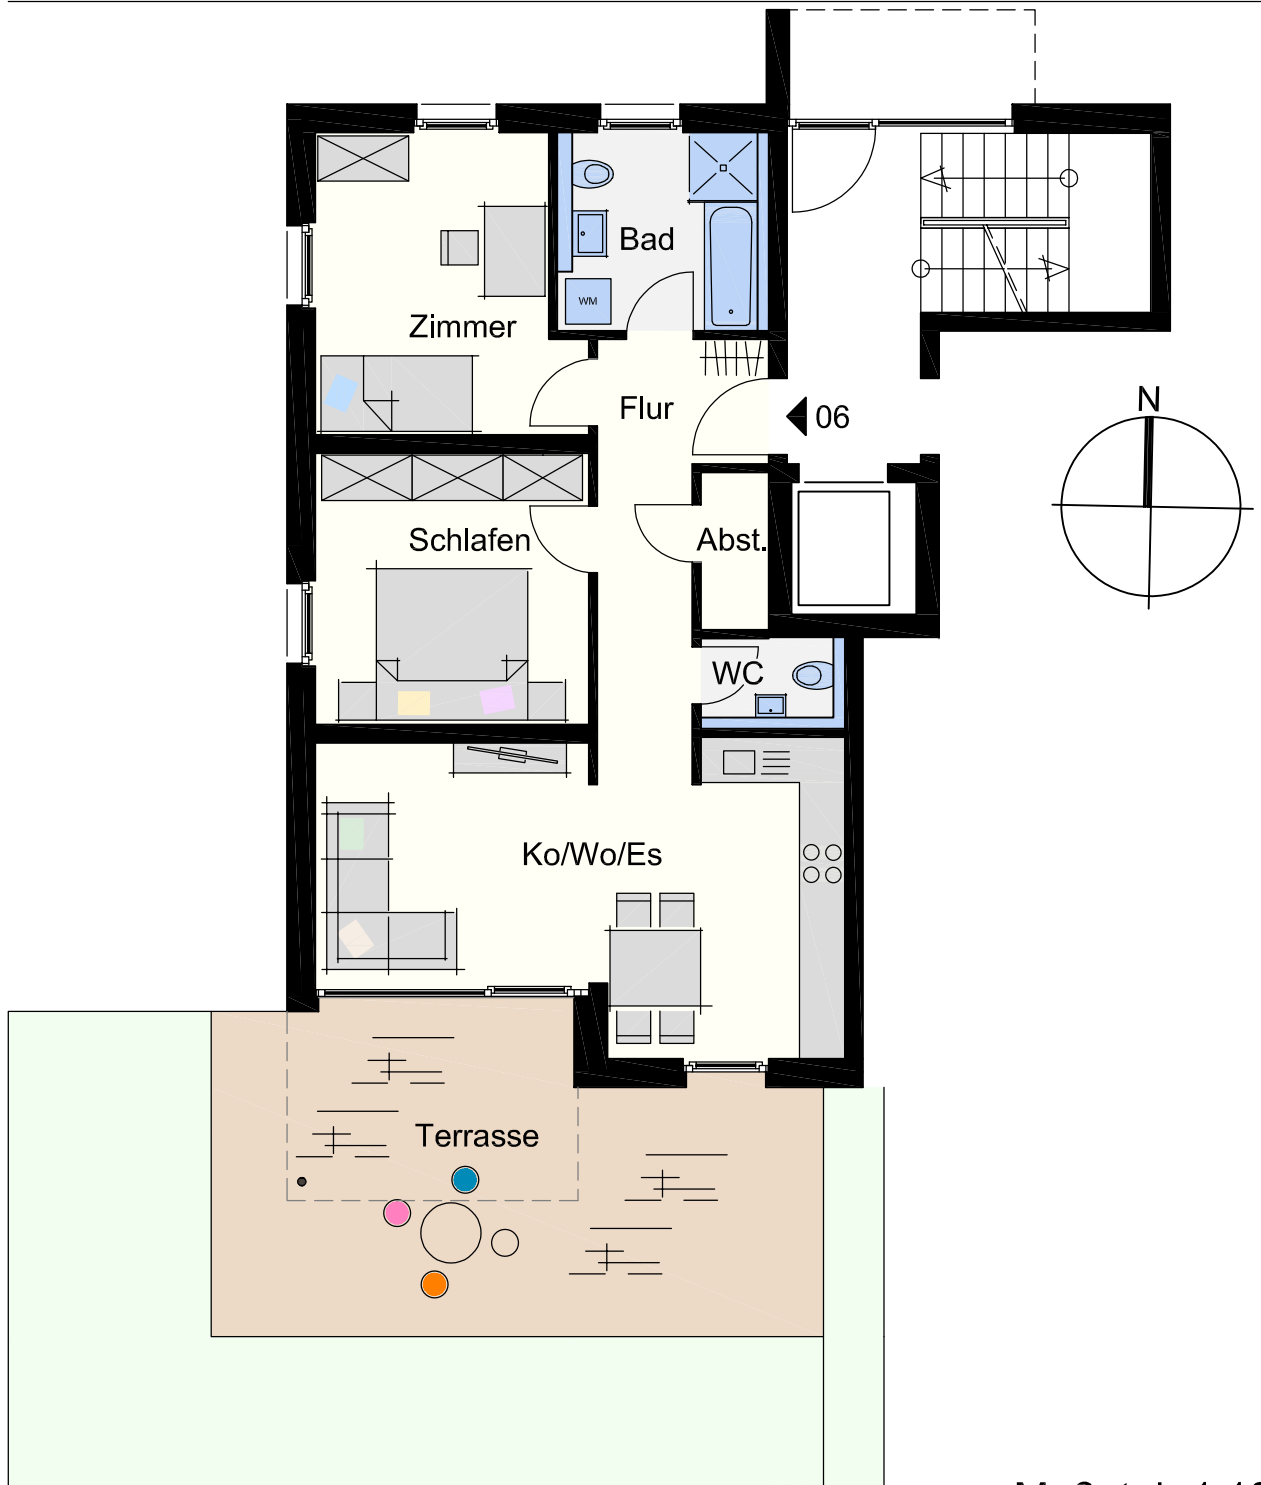 Bad
WM
Zimmer
Flur
06
N
Schlafen
Abst.
WC
Ko/Wo/Es
Terrasse